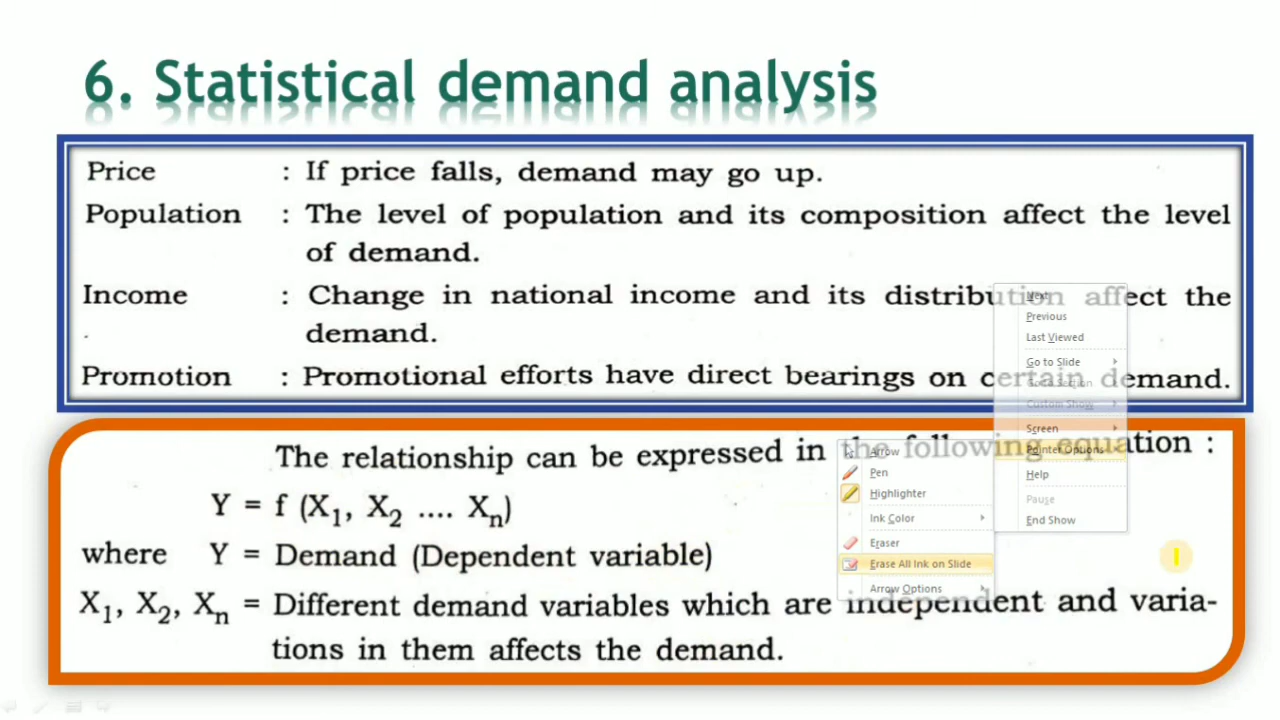 6. Statistical demand analysis
Price : If price falls, demand may go up.
Population : The level of population and its composition affect the level
of demand.
Income : Change in national income and its distribution affect the
demand.
Promotion : Promotional efforts have direct bearings on certain demand.
The relationship can be expressed in the following equation :
Y = f (X₁, X₂ .... Xₙ)
where Y = Demand (Dependent variable)
X₁, X₂, Xₙ = Different demand variables which are independent and varia-
tions in them affects the demand.
Next
Previous
Last Viewed
Go to Slide
Go to Section
Custom Show
Screen
Pointer Options
Help
Pause
End Show
Arrow
Pen
Highlighter
Ink Color
Eraser
Erase All Ink on Slide
Arrow Options